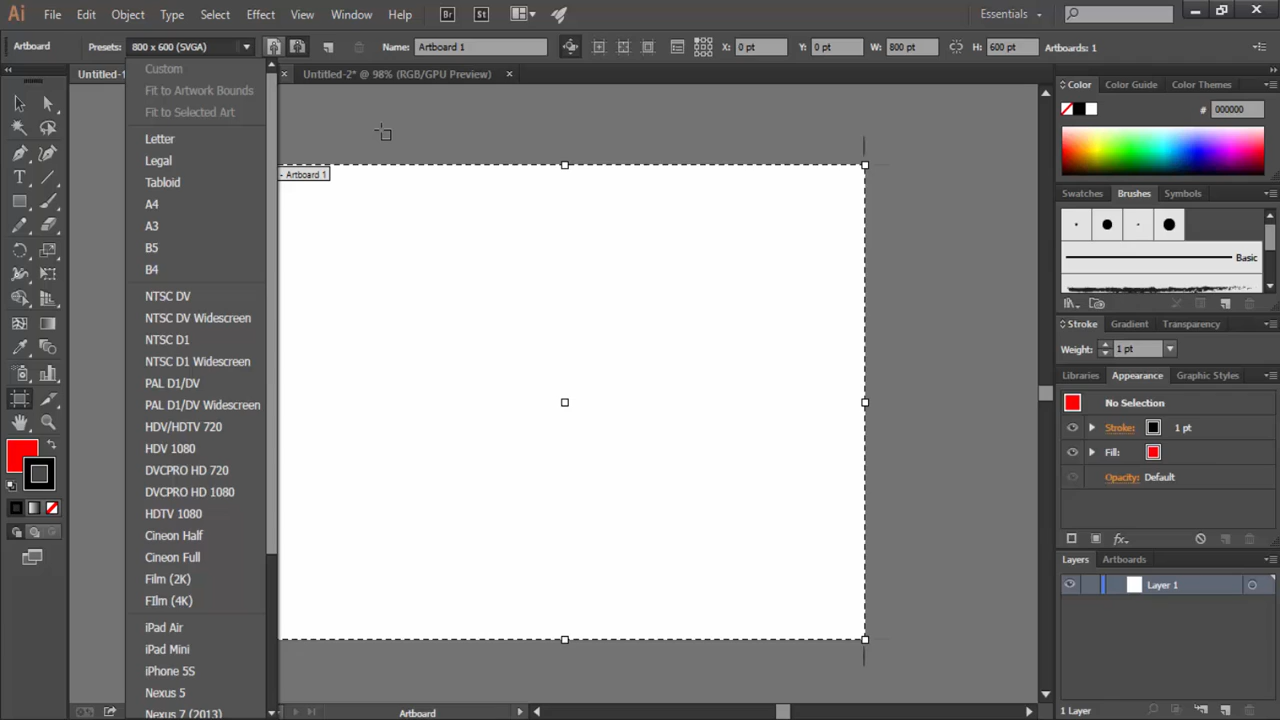 Ai File Edit Object Type Select Effect View Window Help Br St Essentials
Artboard Presets: 800 x 600 (SVGA) Name: Artboard 1 X: 0 pt Y: 0 pt W: 800 pt H: 600 pt Artboards: 1
Untitled-1 Untitled-2* @ 98% (RGB/GPU Preview)
Custom
Fit to Artwork Bounds
Fit to Selected Art
Letter
Legal
Tabloid
A4
A3
B5
B4
NTSC DV
NTSC DV Widescreen
NTSC D1
NTSC D1 Widescreen
PAL D1/DV
PAL D1/DV Widescreen
HDV/HDTV 720
HDV 1080
DVCPRO HD 720
DVCPRO HD 1080
HDTV 1080
Cineon Half
Cineon Full
Film (2K)
FIlm (4K)
iPad Air
iPad Mini
iPhone 5S
Nexus 5
Nexus 7 (2013)
- Artboard 1
Artboard
Color Color Guide Color Themes
# 000000
Swatches Brushes Symbols
Basic
Stroke Gradient Transparency
Weight: 1 pt
Libraries Appearance Graphic Styles
No Selection
Stroke: 1 pt
Fill:
Opacity: Default
fx
Layers Artboards
Layer 1
1 Layer